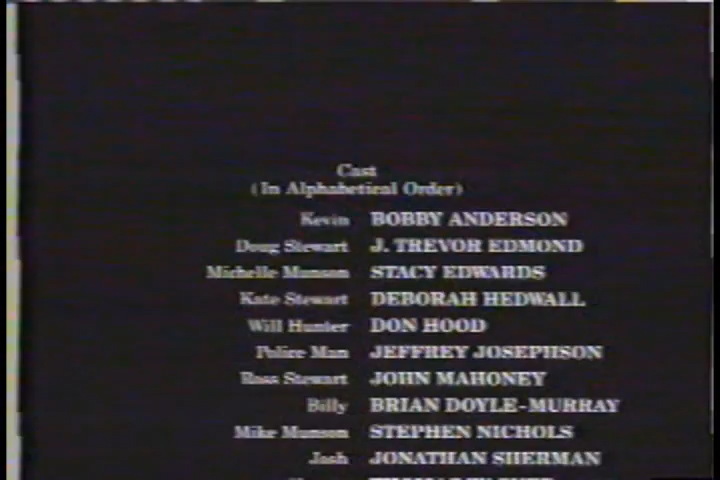 Cast
(In Alphabetical Order)
Kevin BOBBY ANDERSON
Doug Stewart J. TREVOR EDMOND
Michelle Munson STACY EDWARDS
Kate Stewart DEBORAH HEDWALL
Will Hunter DON HOOD
Police Man JEFFREY JOSEPHSON
Ross Stewart JOHN MAHONEY
Billy BRIAN DOYLE-MURRAY
Mike Munson STEPHEN NICHOLS
Josh JONATHAN SHERMAN